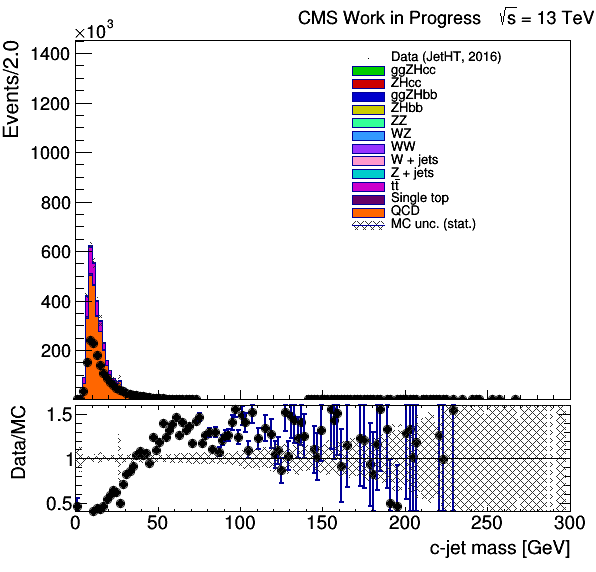 CMS Work in Progress √s = 13 TeV
×10³
Events/2.0
1400
1200
1000
800
600
400
200
Data (JetHT, 2016)
ggZHcc
ZHcc
ggZHbb
ZHbb
ZZ
WZ
WW
W + jets
Z + jets
tt̄
Single top
QCD
MC unc. (stat.)
Data/MC
1.5
1
0.5
0 50 100 150 200 250 300
c-jet mass [GeV]